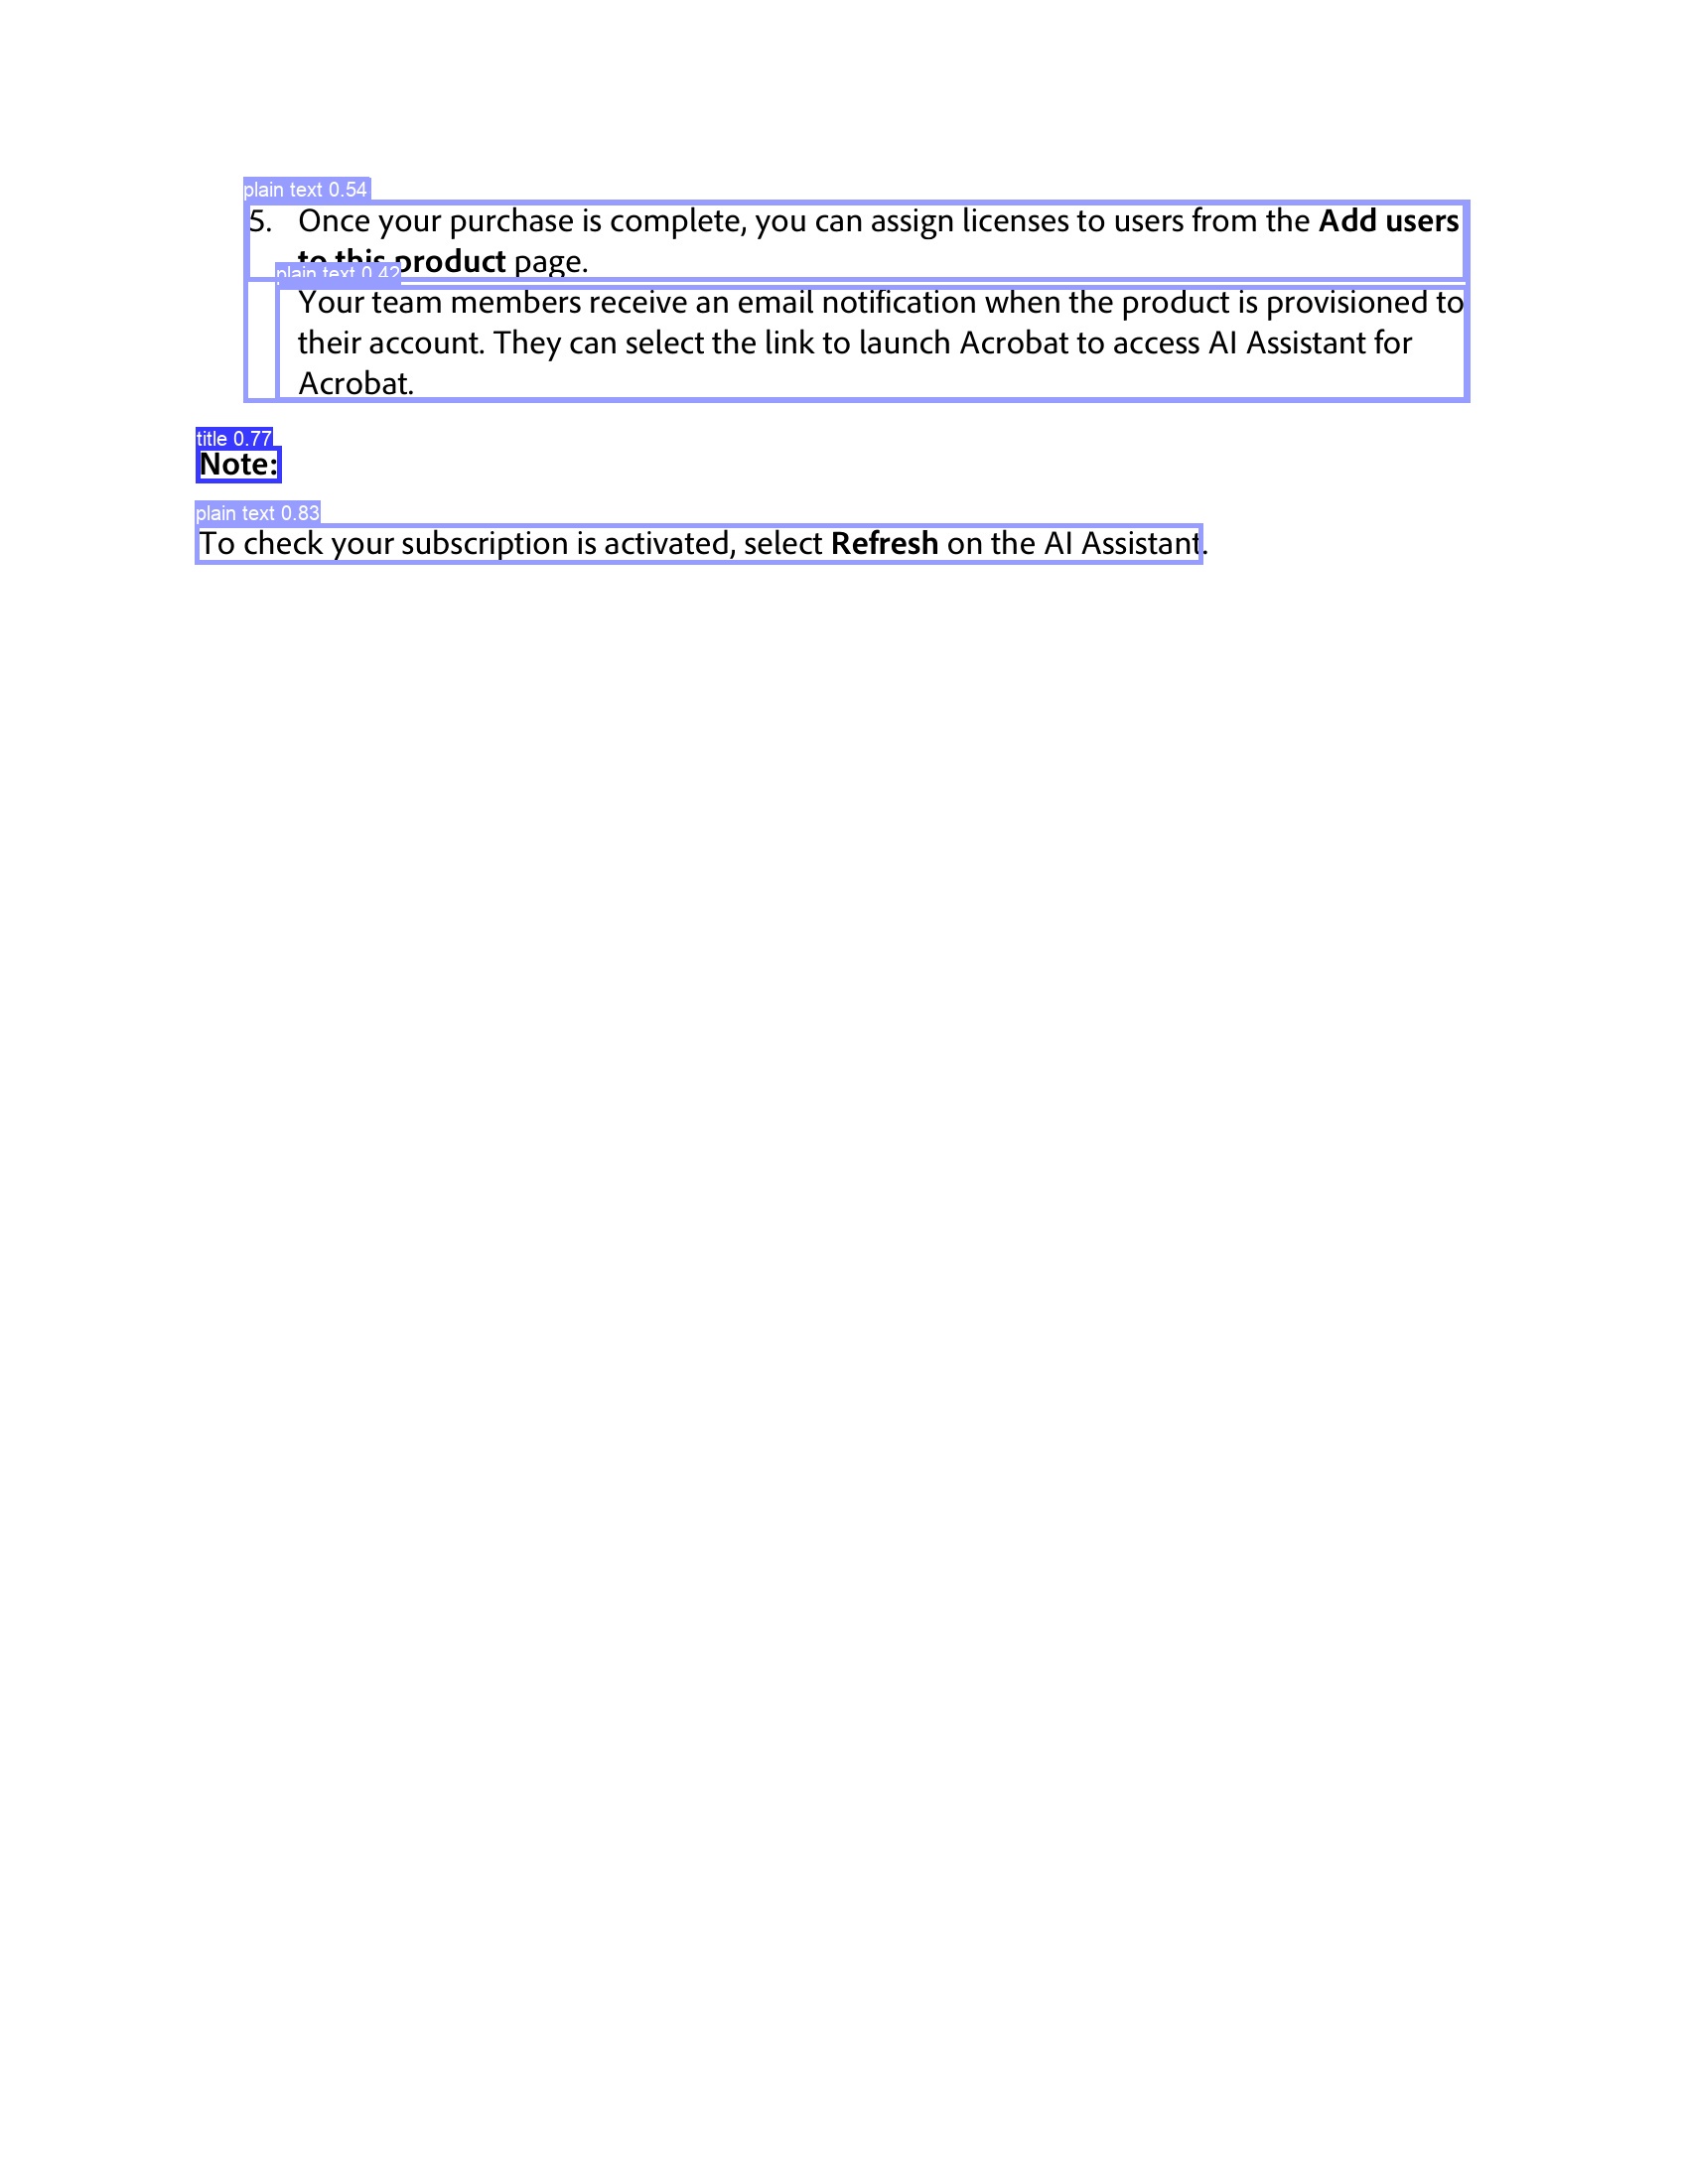 plain text 0.54
5. Once your purchase is complete, you can assign licenses to users from the Add users
to this product page.
plain text 0.42
Your team members receive an email notification when the product is provisioned to
their account. They can select the link to launch Acrobat to access AI Assistant for
Acrobat.
title 0.77
Note:
plain text 0.83
To check your subscription is activated, select Refresh on the AI Assistant.